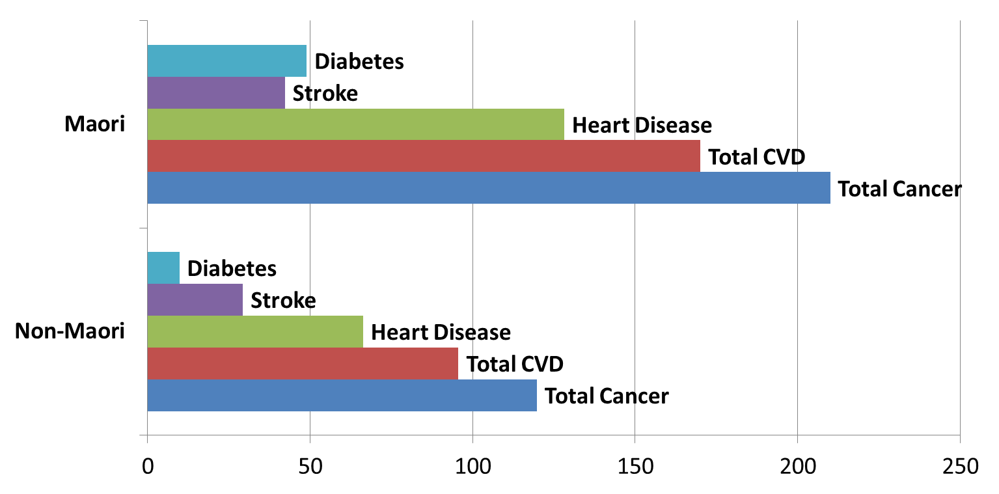 Diabetes
Stroke
Maori
Heart Disease
Total CVD
Total Cancer
Diabetes
Stroke
Non-Maori
Heart Disease
Total CVD
Total Cancer
0 50 100 150 200 250